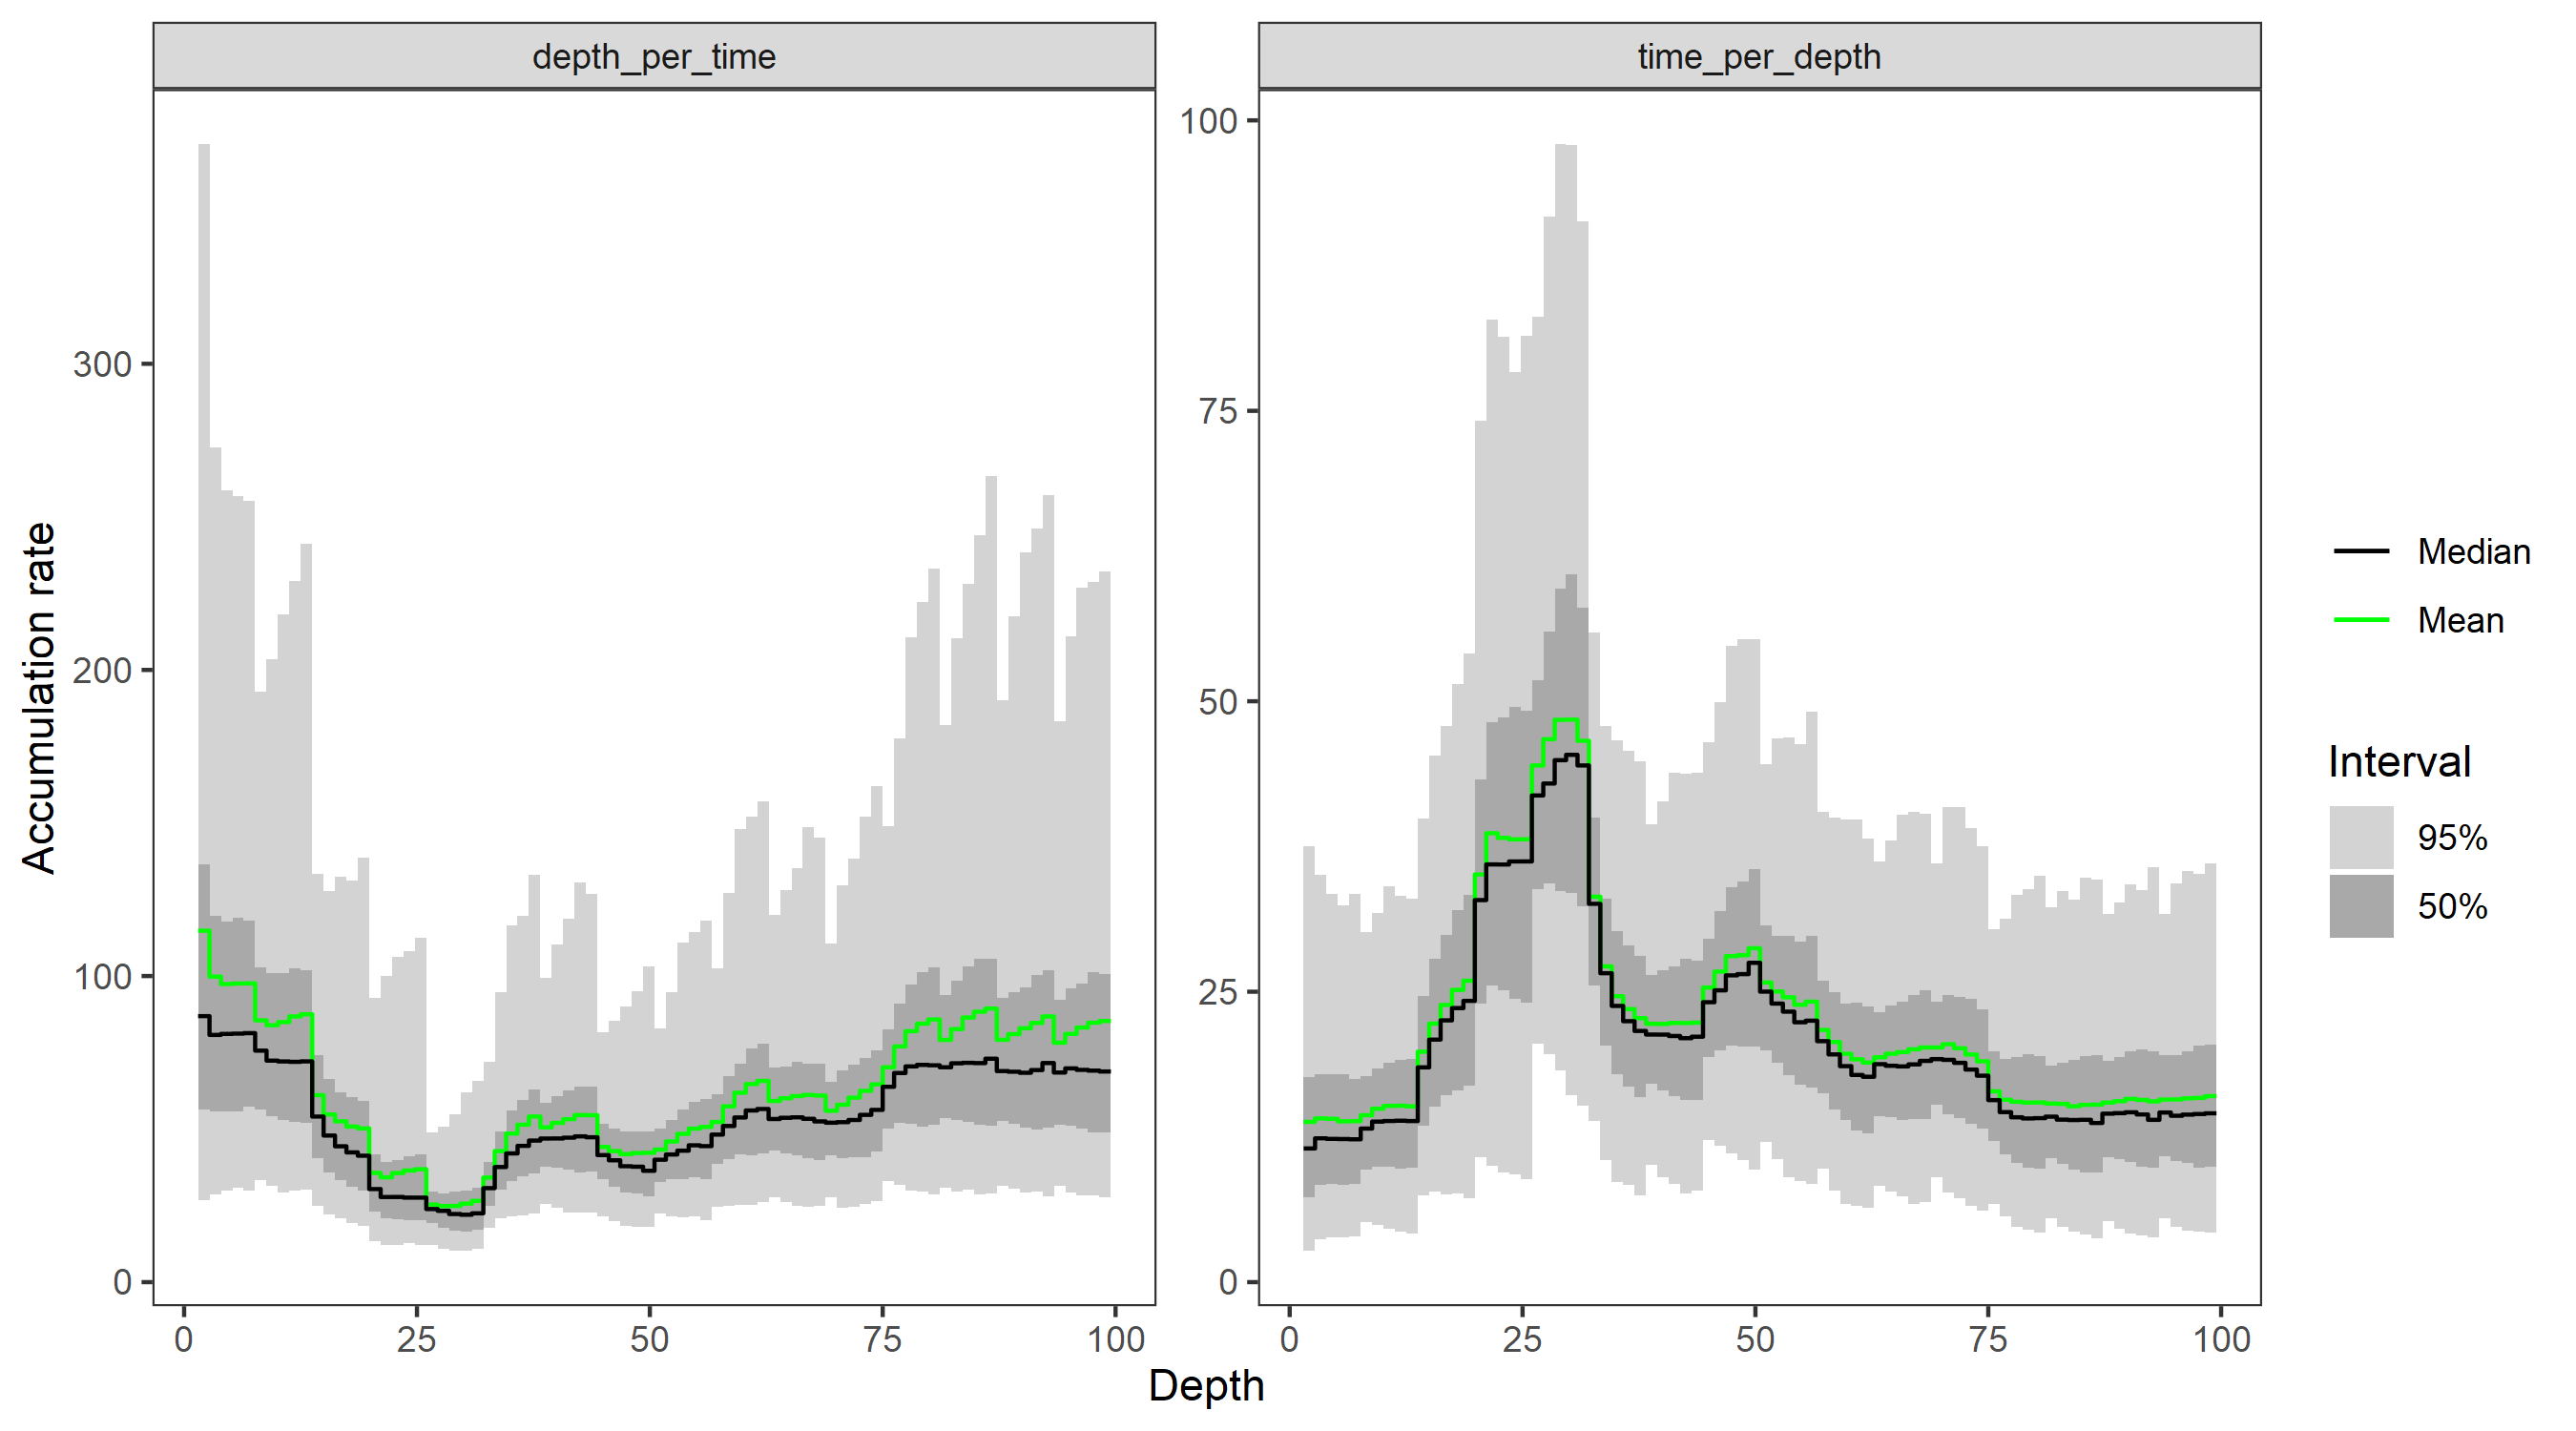 depth_per_time
time_per_depth
Accumulation rate
300
200
100
0
100
75
50
25
0
0 25 50 75 100
0 25 50 75 100
Depth
Median
Mean
Interval
95%
50%